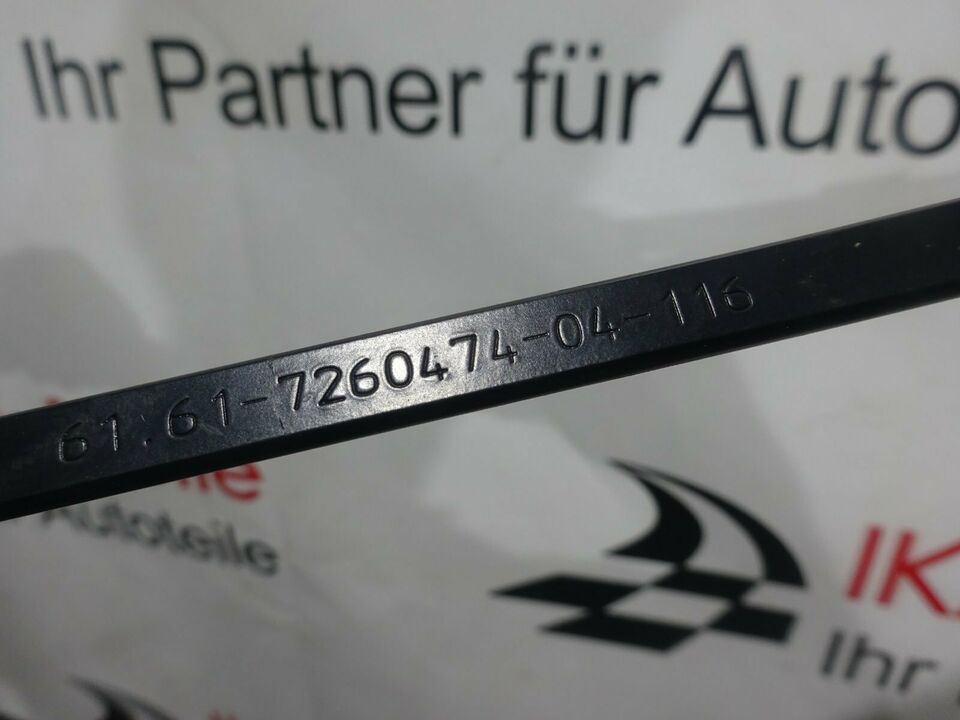 Ihr Partner für Auto
61.61-7260474-04-116
Autoteile
IK
Ihr